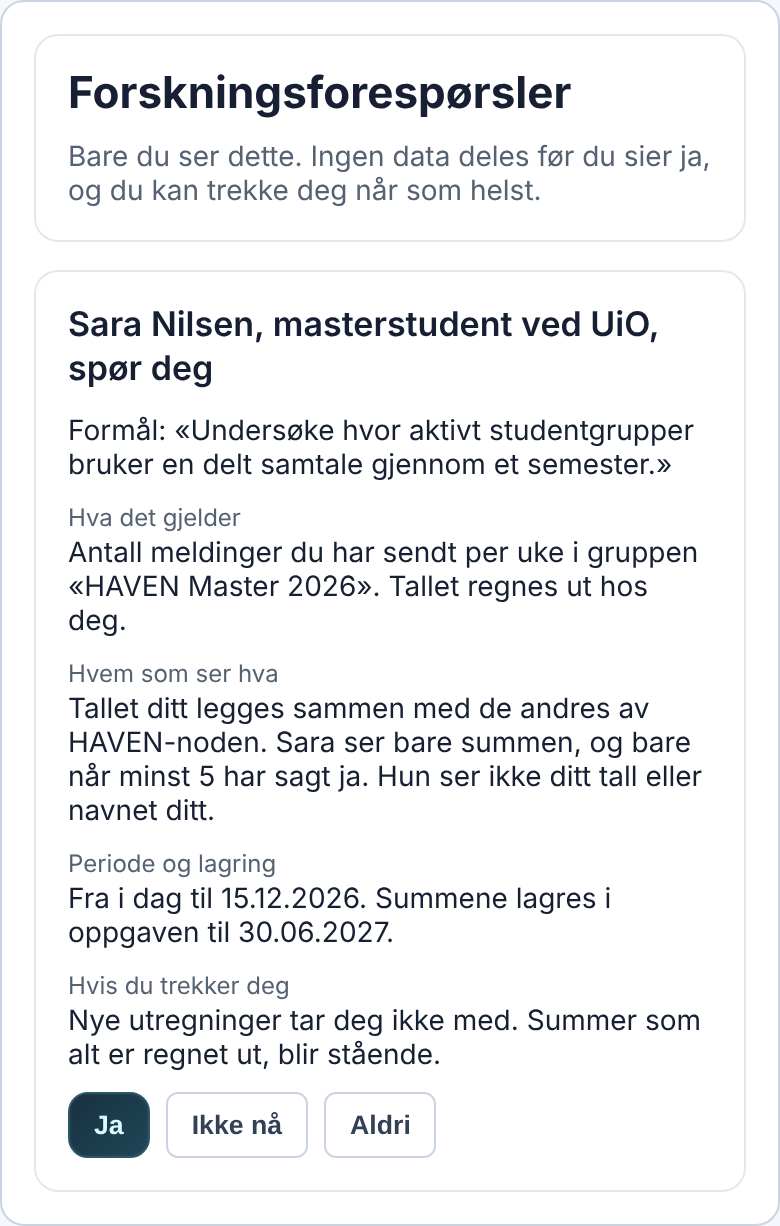 Forskningsforespørsler
Bare du ser dette. Ingen data deles før du sier ja,
og du kan trekke deg når som helst.
Sara Nilsen, masterstudent ved UiO,
spør deg
Formål: «Undersøke hvor aktivt studentgrupper
bruker en delt samtale gjennom et semester.»
Hva det gjelder
Antall meldinger du har sendt per uke i gruppen
«HAVEN Master 2026». Tallet regnes ut hos
deg.
Hvem som ser hva
Tallet ditt legges sammen med de andres av
HAVEN-noden. Sara ser bare summen, og bare
når minst 5 har sagt ja. Hun ser ikke ditt tall eller
navnet ditt.
Periode og lagring
Fra i dag til 15.12.2026. Summene lagres i
oppgaven til 30.06.2027.
Hvis du trekker deg
Nye utregninger tar deg ikke med. Summer som
alt er regnet ut, blir stående.
Ja
Ikke nå
Aldri